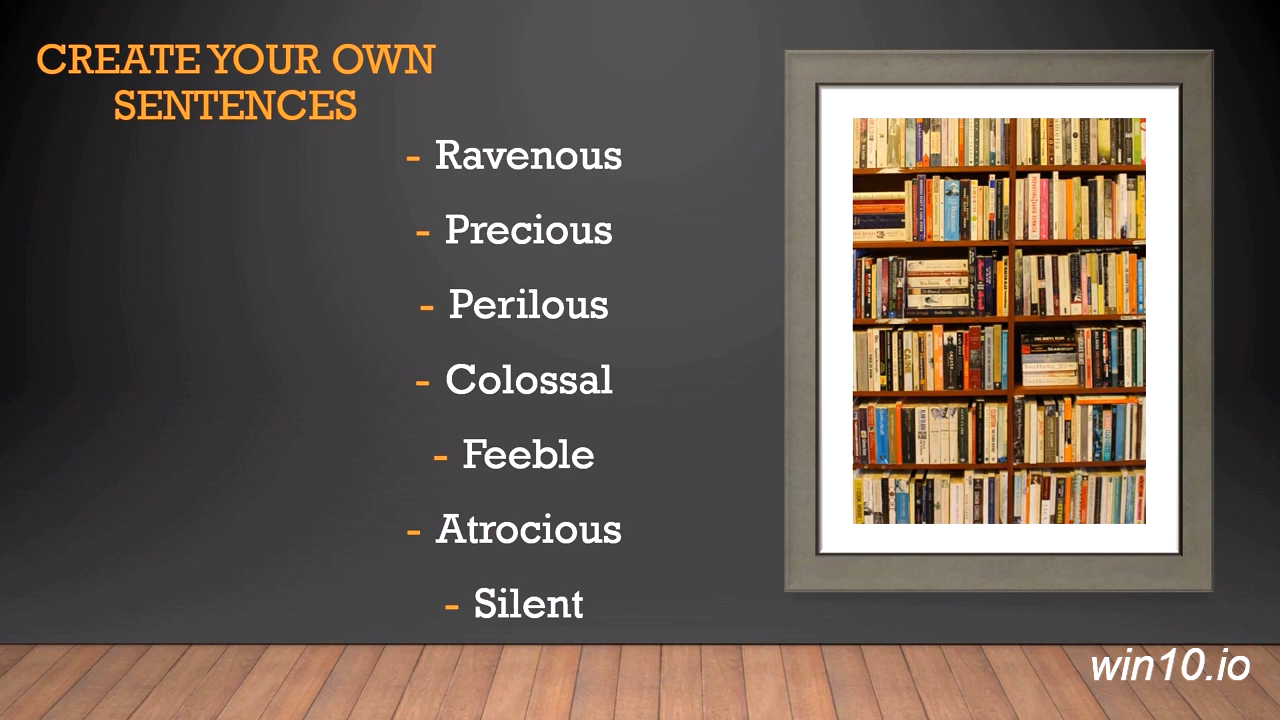 CREATE YOUR OWN
SENTENCES
- Ravenous
- Precious
- Perilous
- Colossal
- Feeble
- Atrocious
- Silent
win10.io